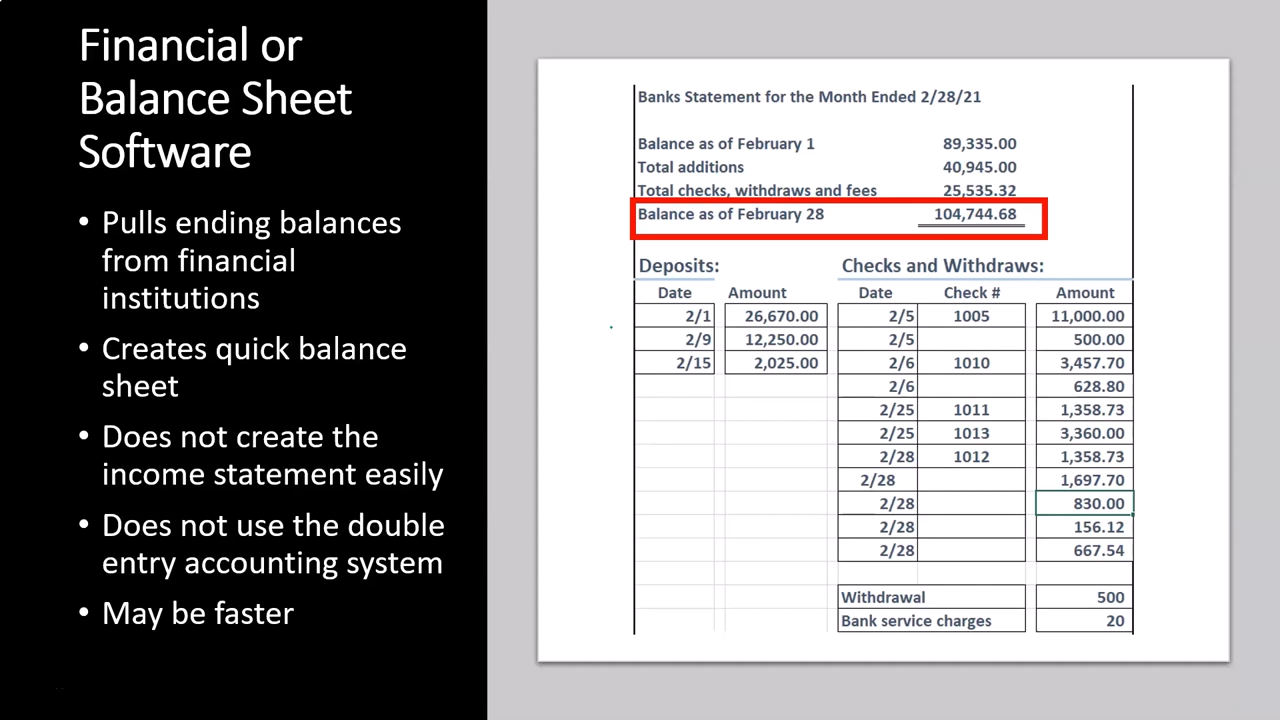 Financial or
Balance Sheet
Software
• Pulls ending balances
from financial
institutions
• Creates quick balance
sheet
• Does not create the
income statement easily
• Does not use the double
entry accounting system
• May be faster
Banks Statement for the Month Ended 2/28/21
Balance as of February 1 89,335.00
Total additions 40,945.00
Total checks, withdraws and fees 25,535.32
Balance as of February 28 104,744.68
Deposits: Checks and Withdraws:
Date Amount Date Check # Amount
2/1 26,670.00 2/5 1005 11,000.00
2/9 12,250.00 2/5 500.00
2/15 2,025.00 2/6 1010 3,457.70
2/6 628.80
2/25 1011 1,358.73
2/25 1013 3,360.00
2/28 1012 1,358.73
2/28 1,697.70
2/28 830.00
2/28 156.12
2/28 667.54
Withdrawal 500
Bank service charges 20